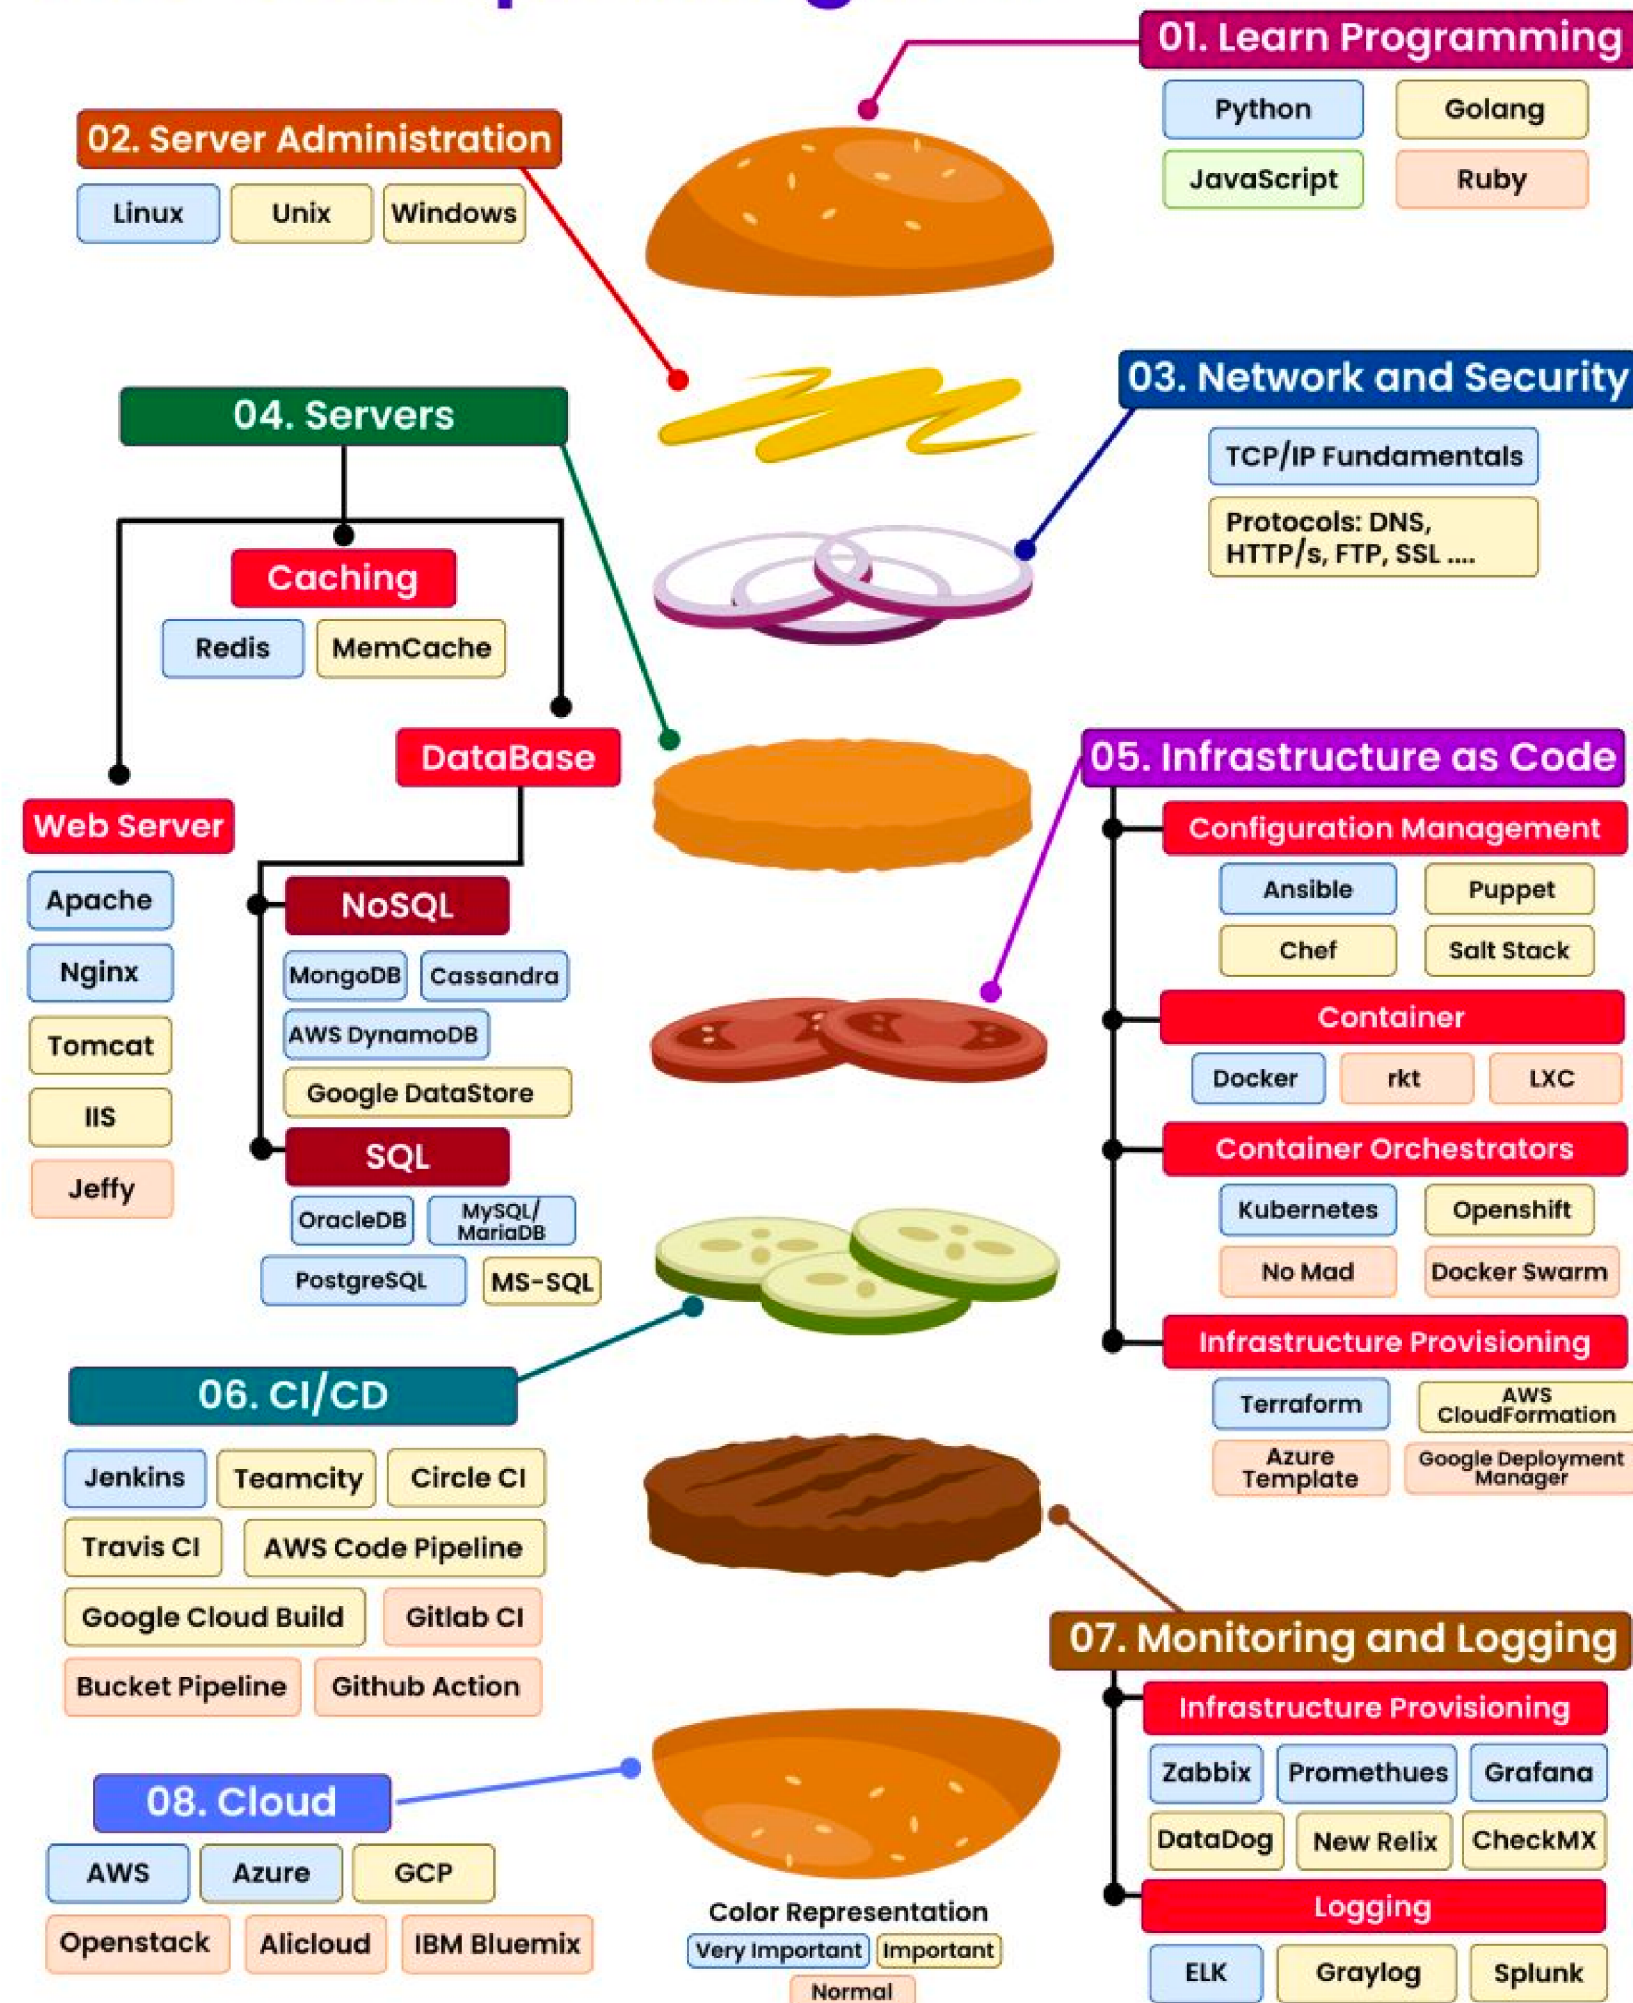 01. Learn Programming
Python
Golang
JavaScript
Ruby
02. Server Administration
Linux
Unix
Windows
03. Network and Security
TCP/IP Fundamentals
Protocols: DNS,
HTTP/s, FTP, SSL ....
04. Servers
Caching
Redis
MemCache
DataBase
Web Server
Apache
Nginx
Tomcat
IIS
Jeffy
NoSQL
MongoDB
Cassandra
AWS DynamoDB
Google DataStore
SQL
OracleDB
MySQL/
MariaDB
PostgreSQL
MS-SQL
05. Infrastructure as Code
Configuration Management
Ansible
Puppet
Chef
Salt Stack
Container
Docker
rkt
LXC
Container Orchestrators
Kubernetes
Openshift
No Mad
Docker Swarm
Infrastructure Provisioning
Terraform
AWS
CloudFormation
Azure
Template
Google Deployment
Manager
06. CI/CD
Jenkins
Teamcity
Circle CI
Travis CI
AWS Code Pipeline
Google Cloud Build
Gitlab CI
Bucket Pipeline
Github Action
07. Monitoring and Logging
Infrastructure Provisioning
Zabbix
Promethues
Grafana
DataDog
New Relix
CheckMX
Logging
ELK
Graylog
Splunk
08. Cloud
AWS
Azure
GCP
Openstack
Alicloud
IBM Bluemix
Color Representation
Very Important
Important
Normal